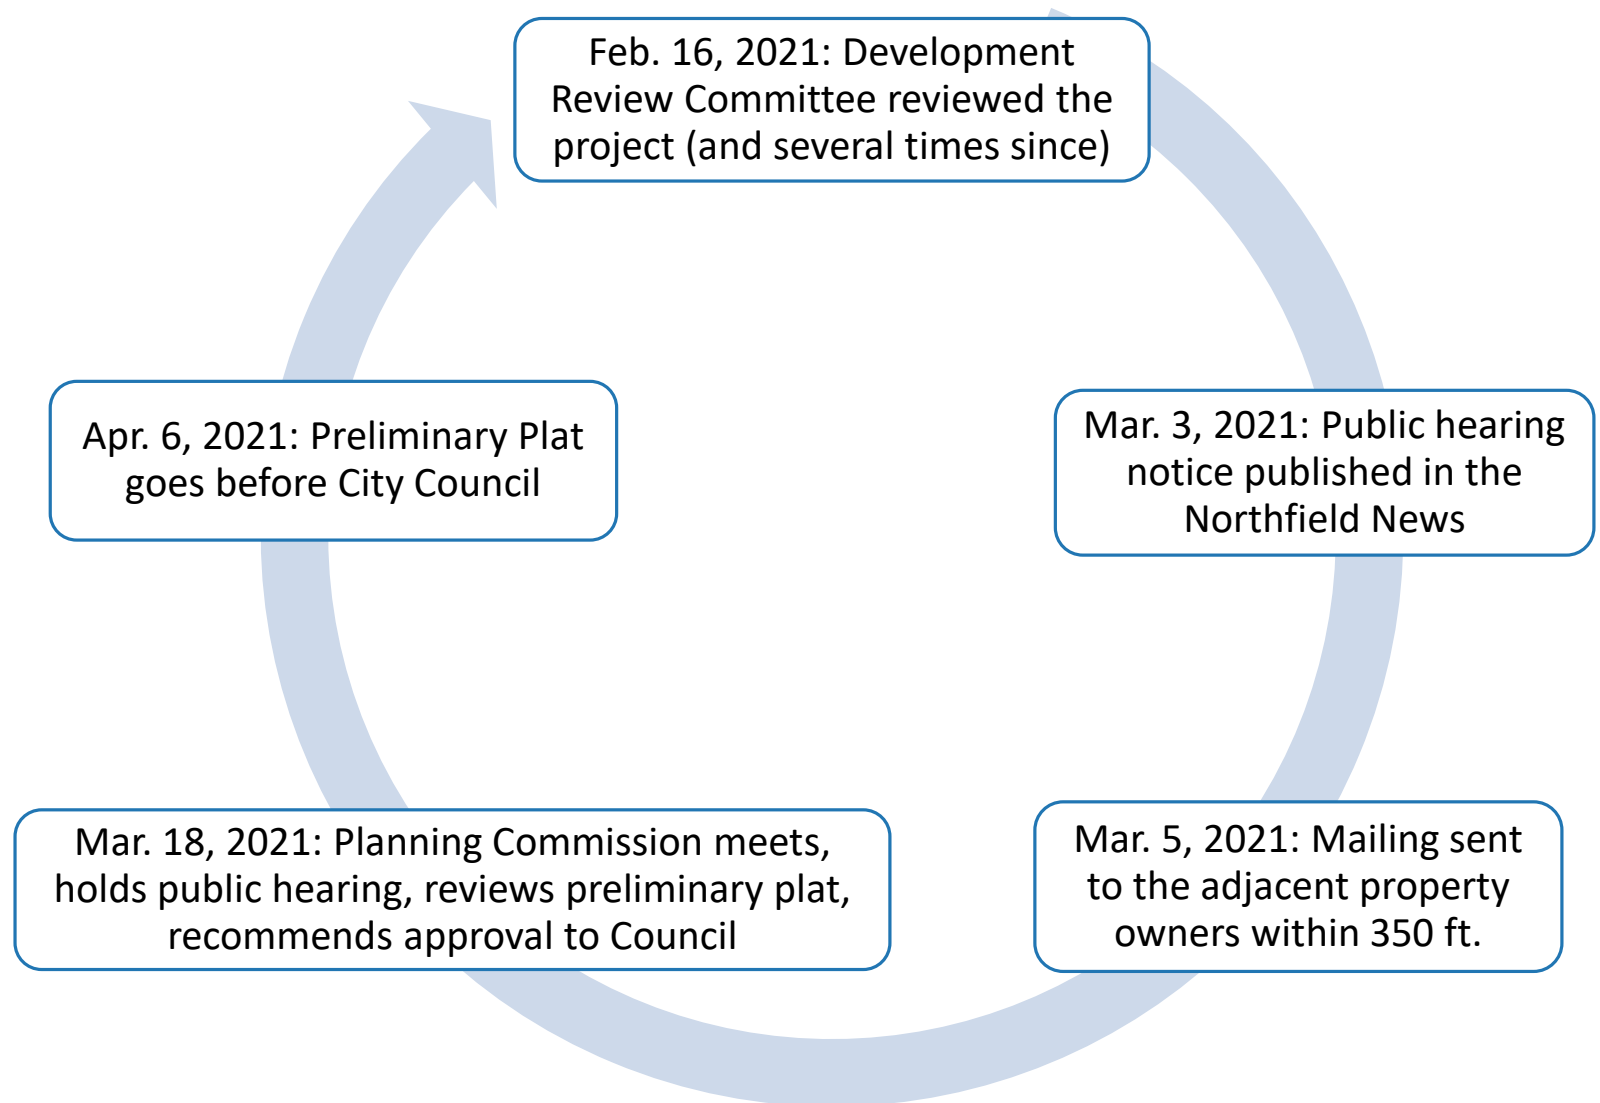 Feb. 16, 2021: Development
Review Committee reviewed the
project (and several times since)
Mar. 3, 2021: Public hearing
notice published in the
Northfield News
Mar. 5, 2021: Mailing sent
to the adjacent property
owners within 350 ft.
Mar. 18, 2021: Planning Commission meets,
holds public hearing, reviews preliminary plat,
recommends approval to Council
Apr. 6, 2021: Preliminary Plat
goes before City Council